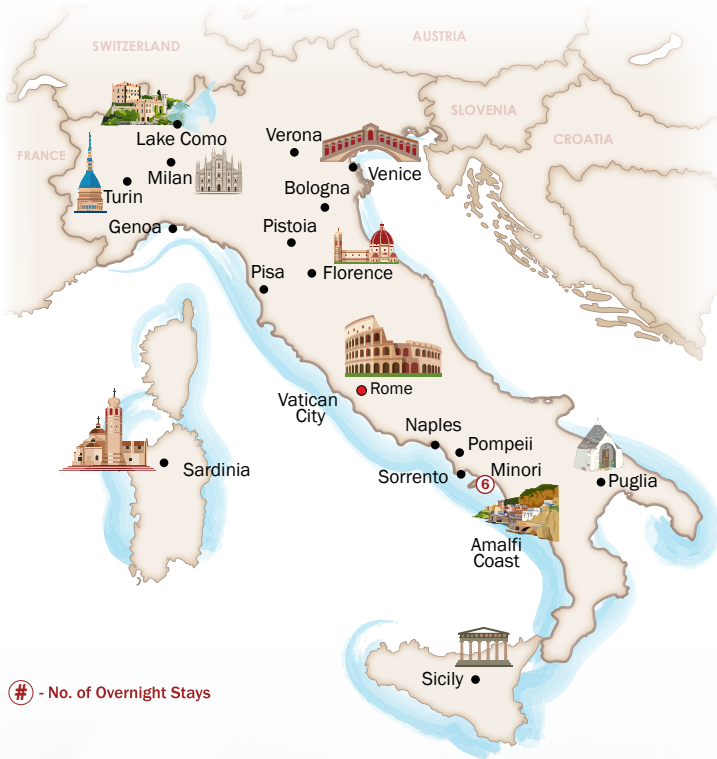 AUSTRIA
SWITZERLAND
SLOVENIA
CROATIA
FRANCE
Lake Como
Verona
Venice
Milan
Turin
Bologna
Genoa
Pistoia
Pisa
Florence
Rome
Vatican
City
Naples
Pompeii
Sardinia
Sorrento
Minori
6
Puglia
Amalfi
Coast
Sicily
# - No. of Overnight Stays